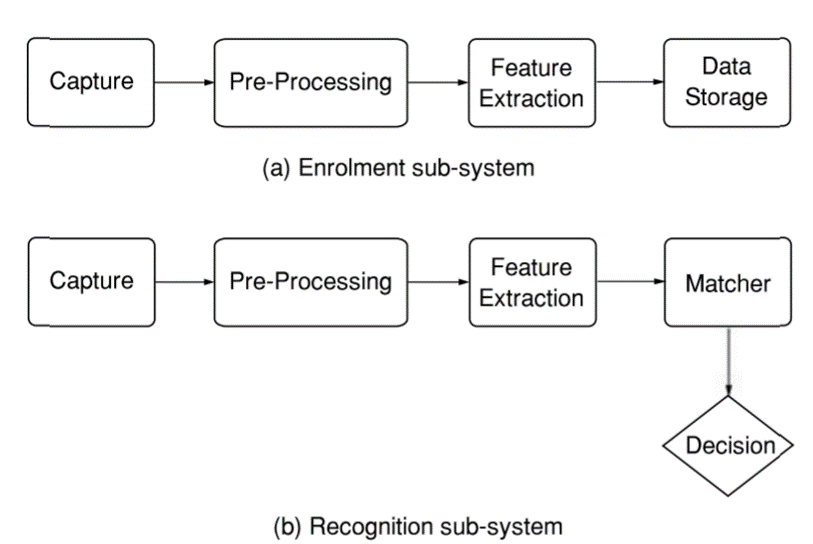 Capture
Pre-Processing
Feature
Extraction
Data
Storage
(a) Enrolment sub-system
Capture
Pre-Processing
Feature
Extraction
Matcher
Decision
(b) Recognition sub-system